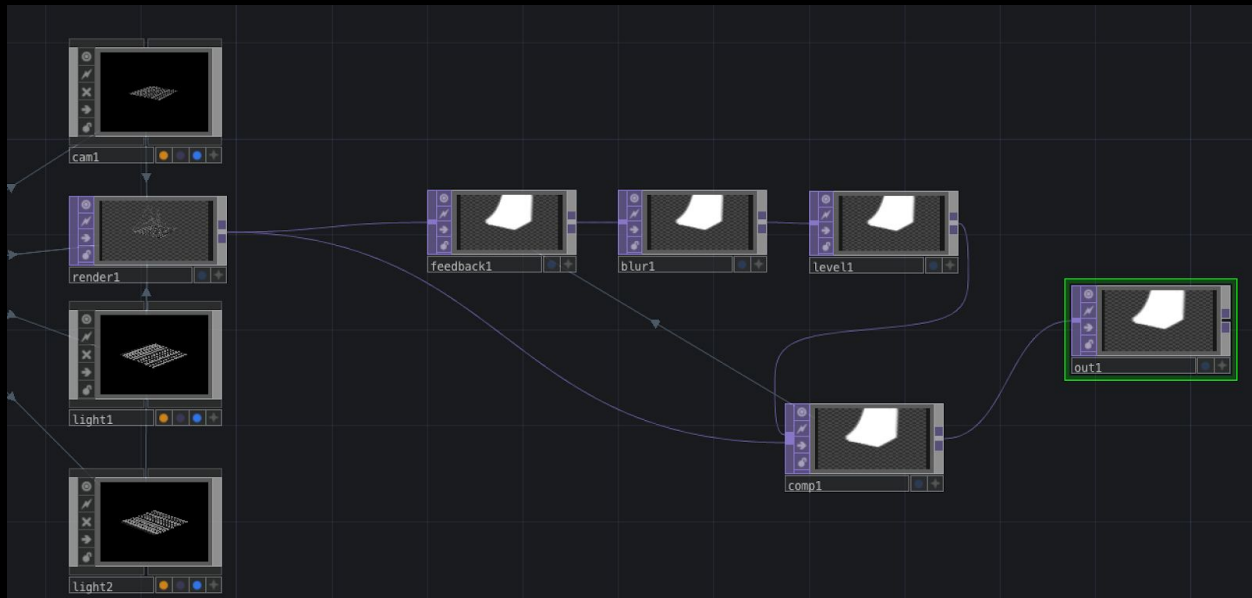 cam1
render1
feedback1
blur1
level1
out1
light1
comp1
light2